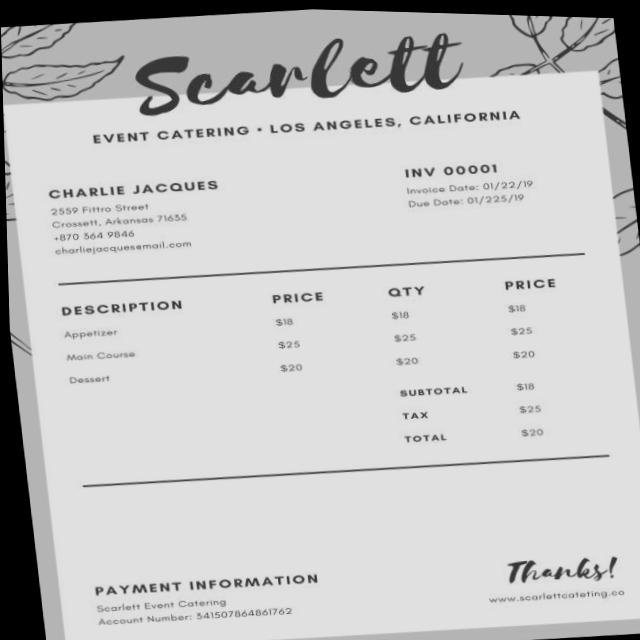 Scarlett
EVENT CATERING • LOS ANGELES, CALIFORNIA
CHARLIE JACQUES
2559 Fittro Street
Crossett, Arkansas 71635
+870 364 9846
charliejacques@email.com
INV 00001
Invoice Date: 01/22/19
Due Date: 01/225/19
DESCRIPTION PRICE QTY PRICE
Appetizer $18 $18 $18
Main Course $25 $25 $25
Dessert $20 $20 $20
SUBTOTAL $18
TAX $25
TOTAL $20
PAYMENT INFORMATION
Scarlett Event Catering
Account Number: 341507864861762
Thanks!
www.scarlettcateting.co